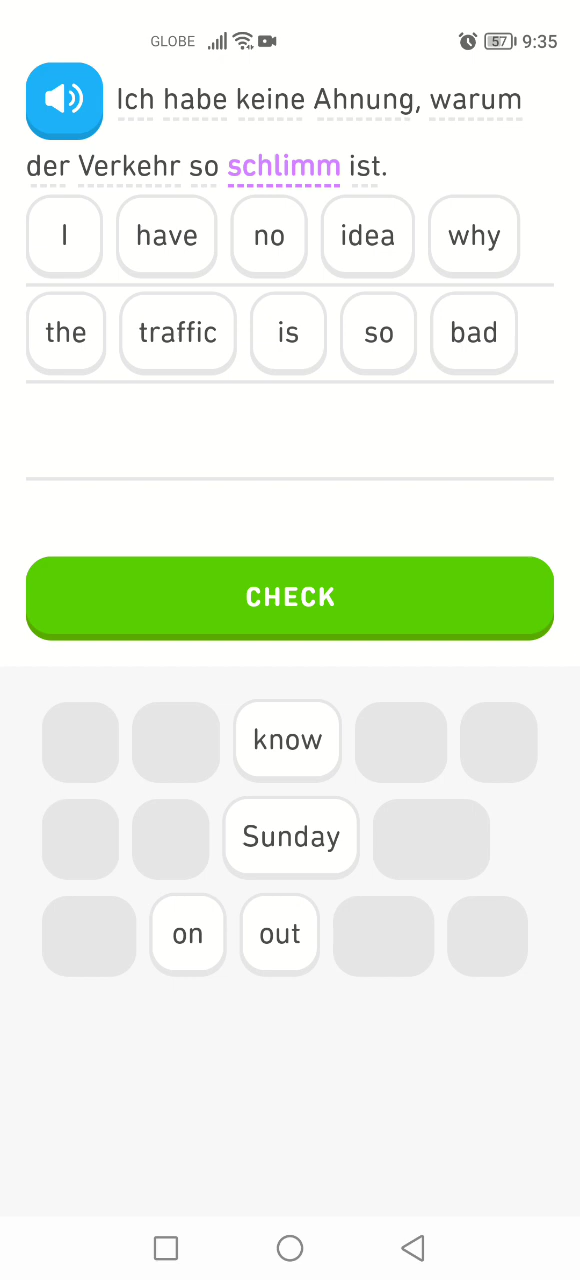 GLOBE 57 9:35
Ich habe keine Ahnung, warum
der Verkehr so schlimm ist.
I have no idea why
the traffic is so bad
CHECK
know
Sunday
on out